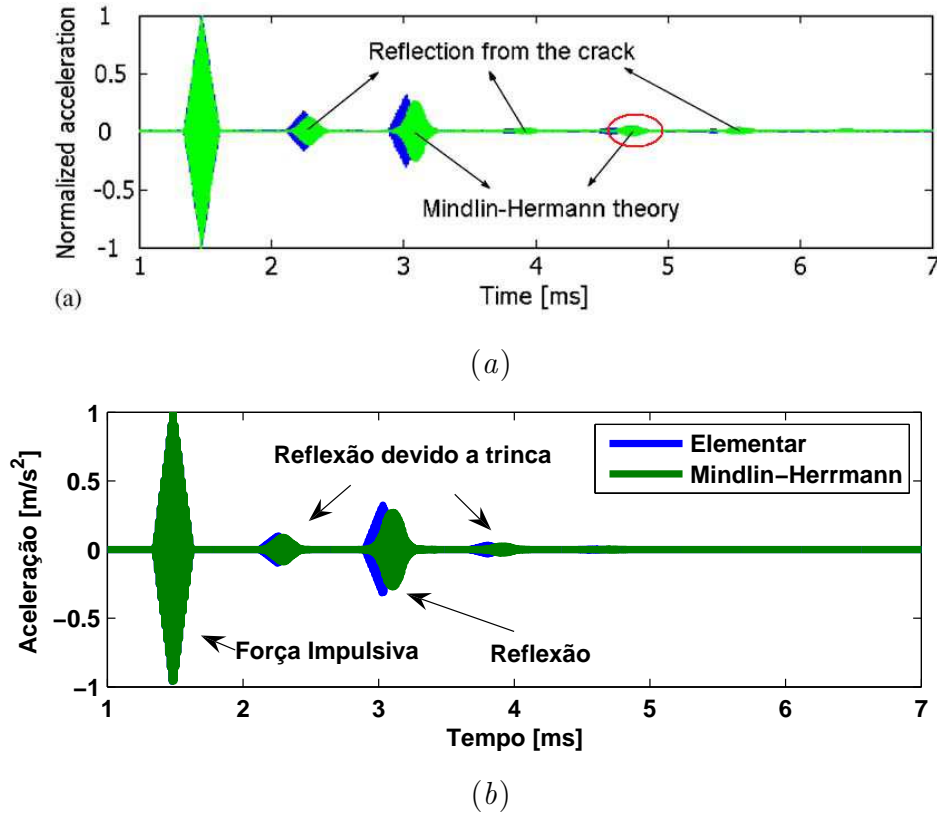 Normalized acceleration
1
0.5
0
-0.5
-1
Reflection from the crack
Mindlin-Hermann theory
1 2 3 4 5 6 7
Time [ms]
(a)
(a)
Aceleração [m/s²]
1
0.5
0
−0.5
−1
Reflexão devido a trinca
Elementar
Mindlin−Herrmann
Força Impulsiva
Reflexão
1 2 3 4 5 6 7
Tempo [ms]
(b)